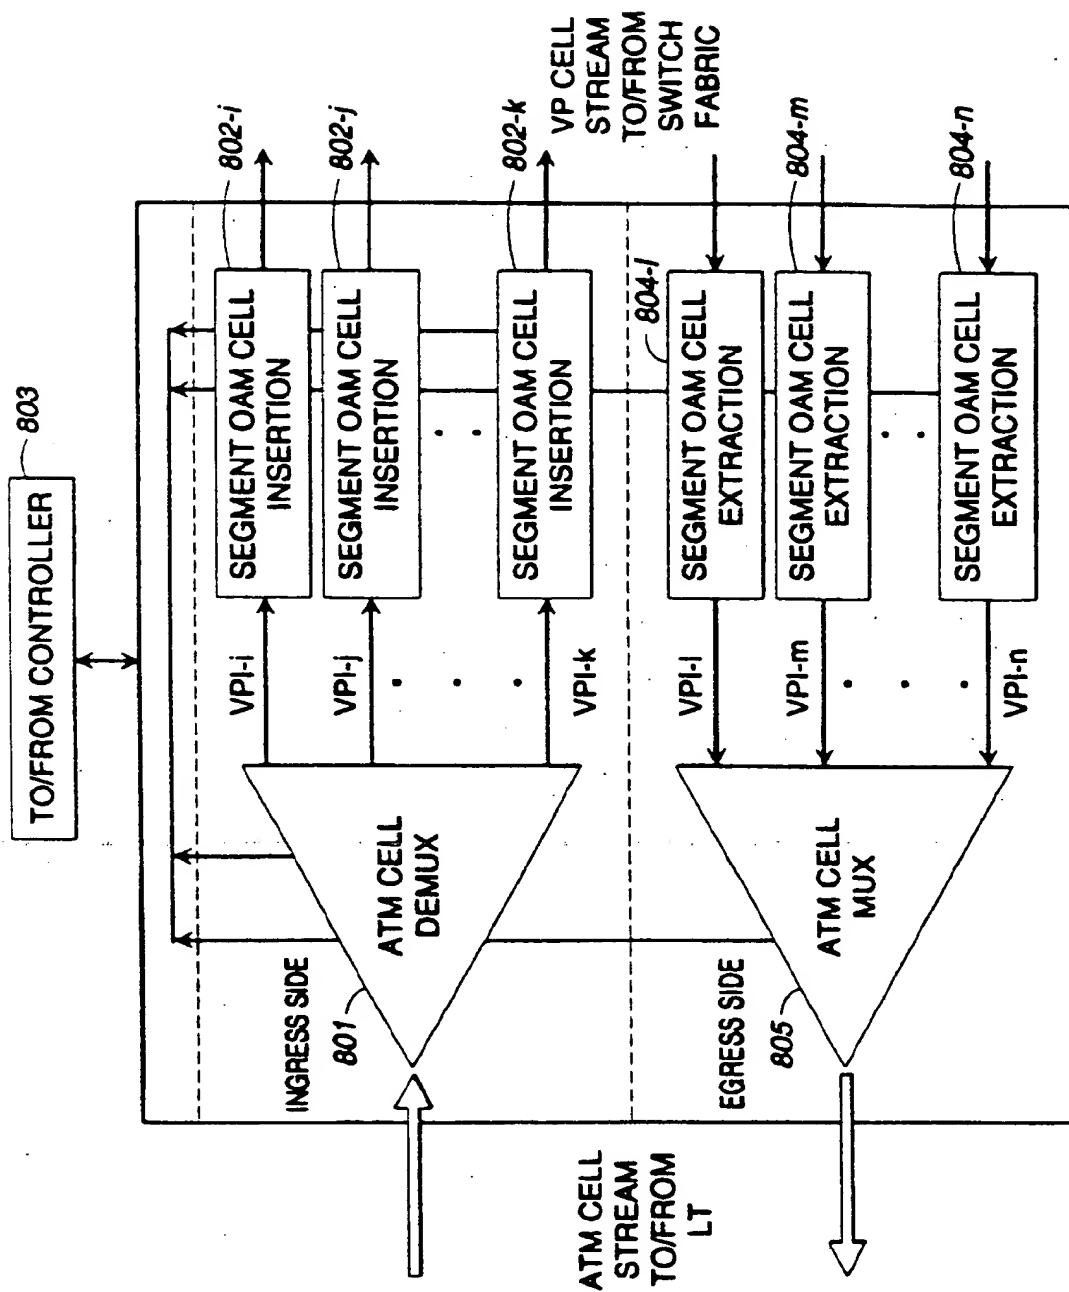 TO/FROM CONTROLLER
803
INGRESS SIDE
801
ATM CELL
DEMUX
VPI-i
VPI-j
VPI-k
SEGMENT OAM CELL
INSERTION
802-i
SEGMENT OAM CELL
INSERTION
802-j
SEGMENT OAM CELL
INSERTION
802-k
VP CELL
STREAM
TO/FROM
SWITCH
FABRIC
ATM CELL
STREAM
TO/FROM
LT
EGRESS SIDE
805
ATM CELL
MUX
VPI-l
VPI-m
VPI-n
SEGMENT OAM CELL
EXTRACTION
804-l
SEGMENT OAM CELL
EXTRACTION
804-m
SEGMENT OAM CELL
EXTRACTION
804-n